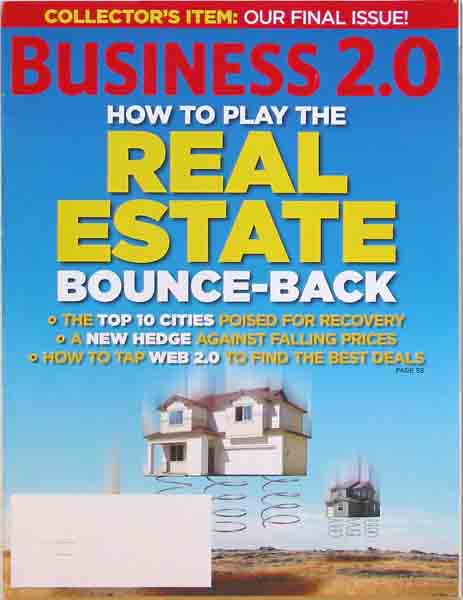 COLLECTOR'S ITEM: OUR FINAL ISSUE!
BUSINESS 2.0
HOW TO PLAY THE
REAL
ESTATE
BOUNCE-BACK
THE TOP 10 CITIES POISED FOR RECOVERY
A NEW HEDGE AGAINST FALLING PRICES
HOW TO TAP WEB 2.0 TO FIND THE BEST DEALS